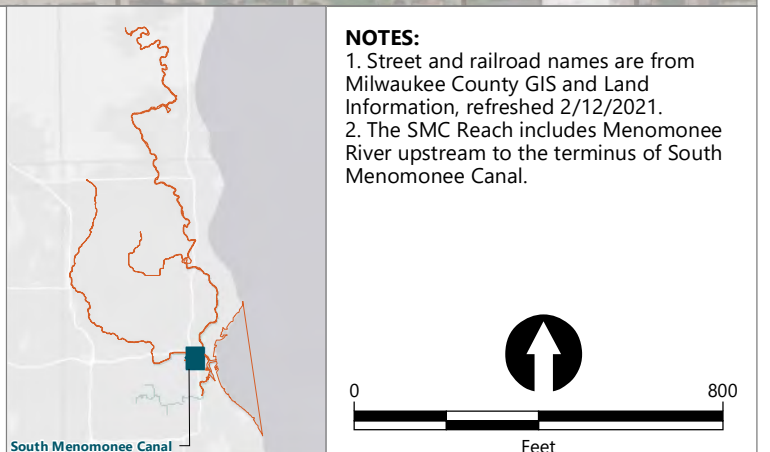 NOTES:
1. Street and railroad names are from
Milwaukee County GIS and Land
Information, refreshed 2/12/2021.
2. The SMC Reach includes Menomonee
River upstream to the terminus of South
Menomonee Canal.
0 800
Feet
South Menomonee Canal